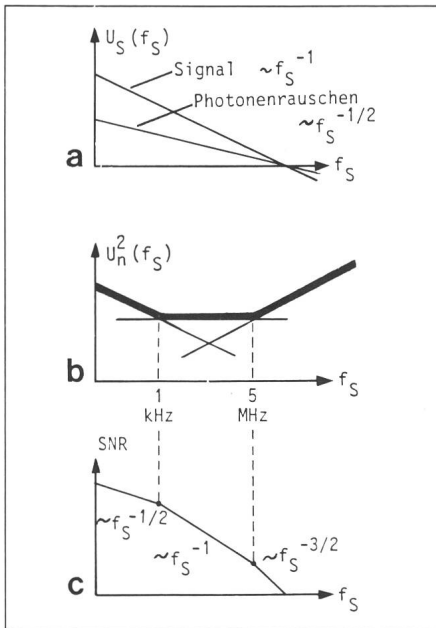 U_S(f_S)
Signal ~f_S^-1
Photonenrauschen
~f_S^-1/2
a
f_S
U_n^2(f_S)
b
1 kHz
5 MHz
f_S
SNR
~f_S^-1/2
~f_S^-1
~f_S^-3/2
c
f_S